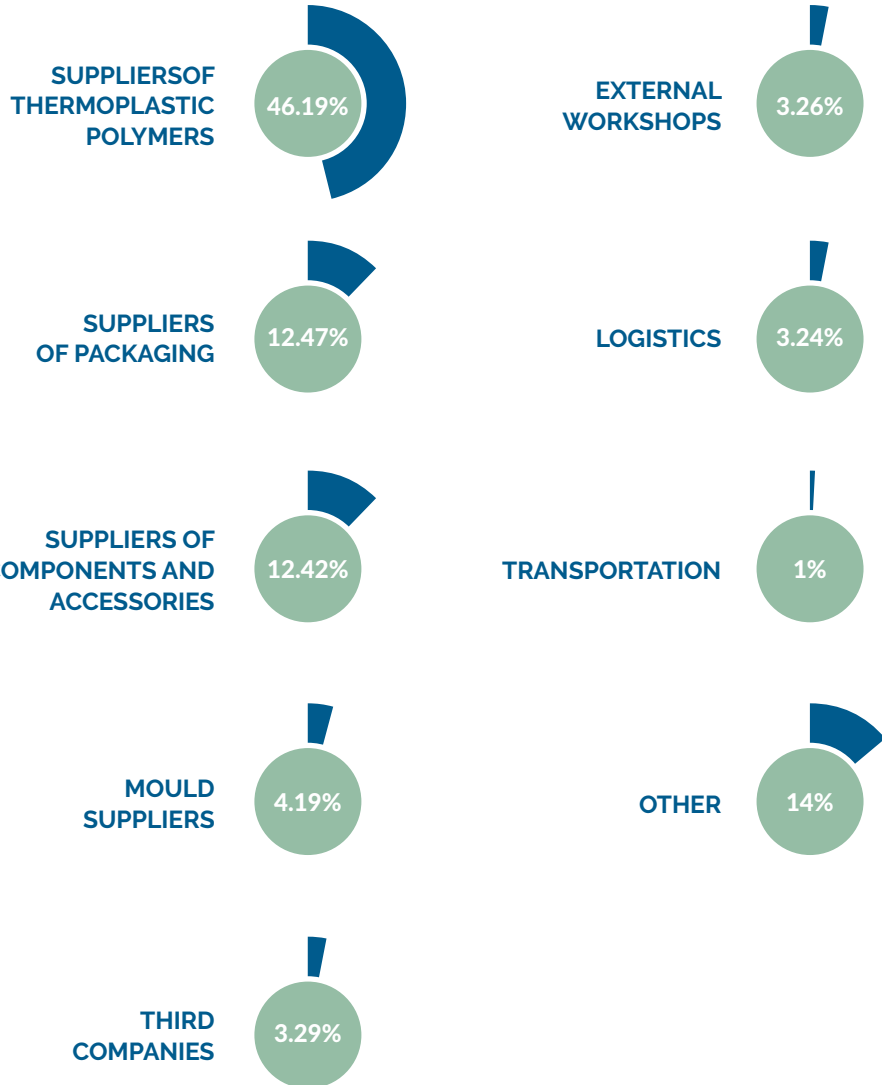 SUPPLIERSOF
THERMOPLASTIC
POLYMERS
46.19%
SUPPLIERS
OF PACKAGING
12.47%
SUPPLIERS OF
OMPONENTS AND
ACCESSORIES
12.42%
MOULD
SUPPLIERS
4.19%
THIRD
COMPANIES
3.29%
EXTERNAL
WORKSHOPS
3.26%
LOGISTICS
3.24%
TRANSPORTATION
1%
OTHER
14%